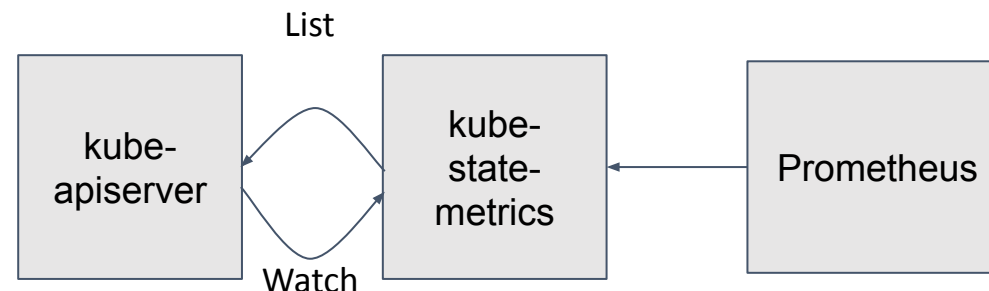 List
kube-
apiserver
kube-
state-
metrics
Prometheus
Watch